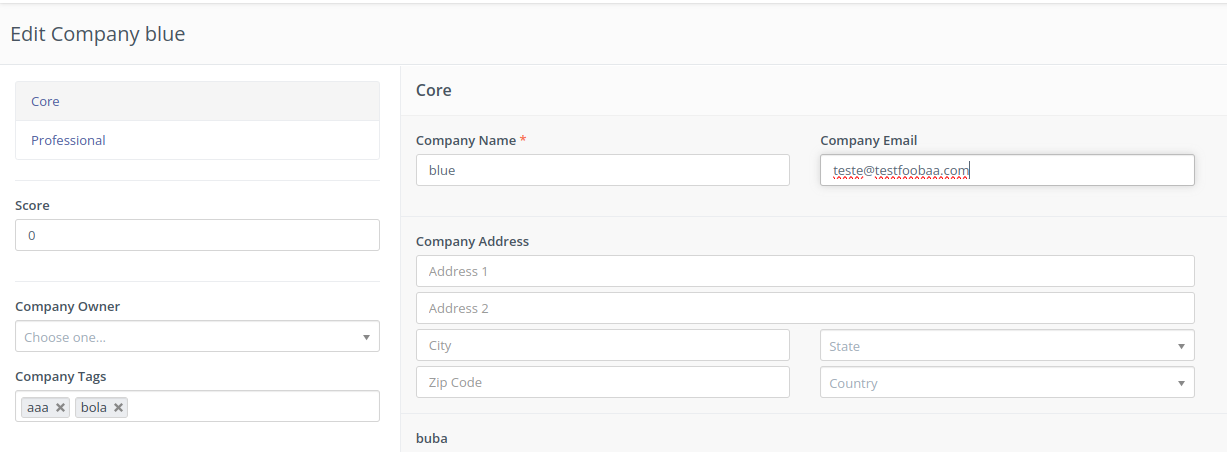 Edit Company blue
Core
Professional
Score
0
Company Owner
Choose one...
Company Tags
aaa × bola ×
Core
Company Name * Company Email
blue teste@testfoobaa.com
Company Address
Address 1
Address 2
City State
Zip Code Country
buba